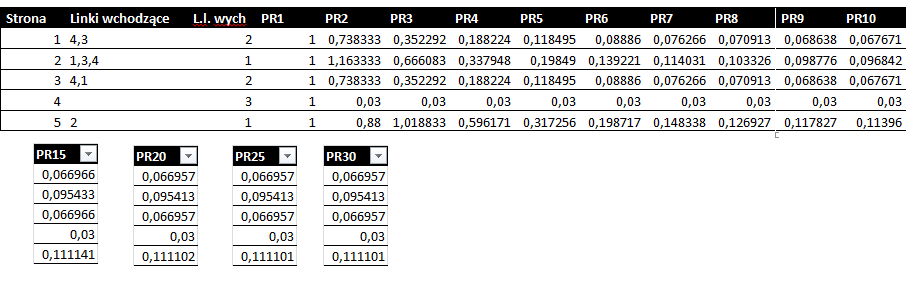 Strona Linki wchodzące L.l. wych PR1 PR2 PR3 PR4 PR5 PR6 PR7 PR8 PR9 PR10
1 4,3 2 1 0,738333 0,352292 0,188224 0,118495 0,08886 0,076266 0,070913 0,068638 0,067671
2 1,3,4 1 1 1,163333 0,666083 0,337948 0,19849 0,139221 0,114031 0,103326 0,098776 0,096842
3 4,1 2 1 0,738333 0,352292 0,188224 0,118495 0,08886 0,076266 0,070913 0,068638 0,067671
4 3 1 0,03 0,03 0,03 0,03 0,03 0,03 0,03 0,03 0,03
5 2 1 1 0,88 1,018833 0,596171 0,317256 0,198717 0,148338 0,126927 0,117827 0,11396
PR15 PR20 PR25 PR30
0,066966 0,066957 0,066957 0,066957
0,095433 0,095413 0,095413 0,095413
0,066966 0,066957 0,066957 0,066957
0,03 0,03 0,03 0,03
0,111141 0,111102 0,111101 0,111101